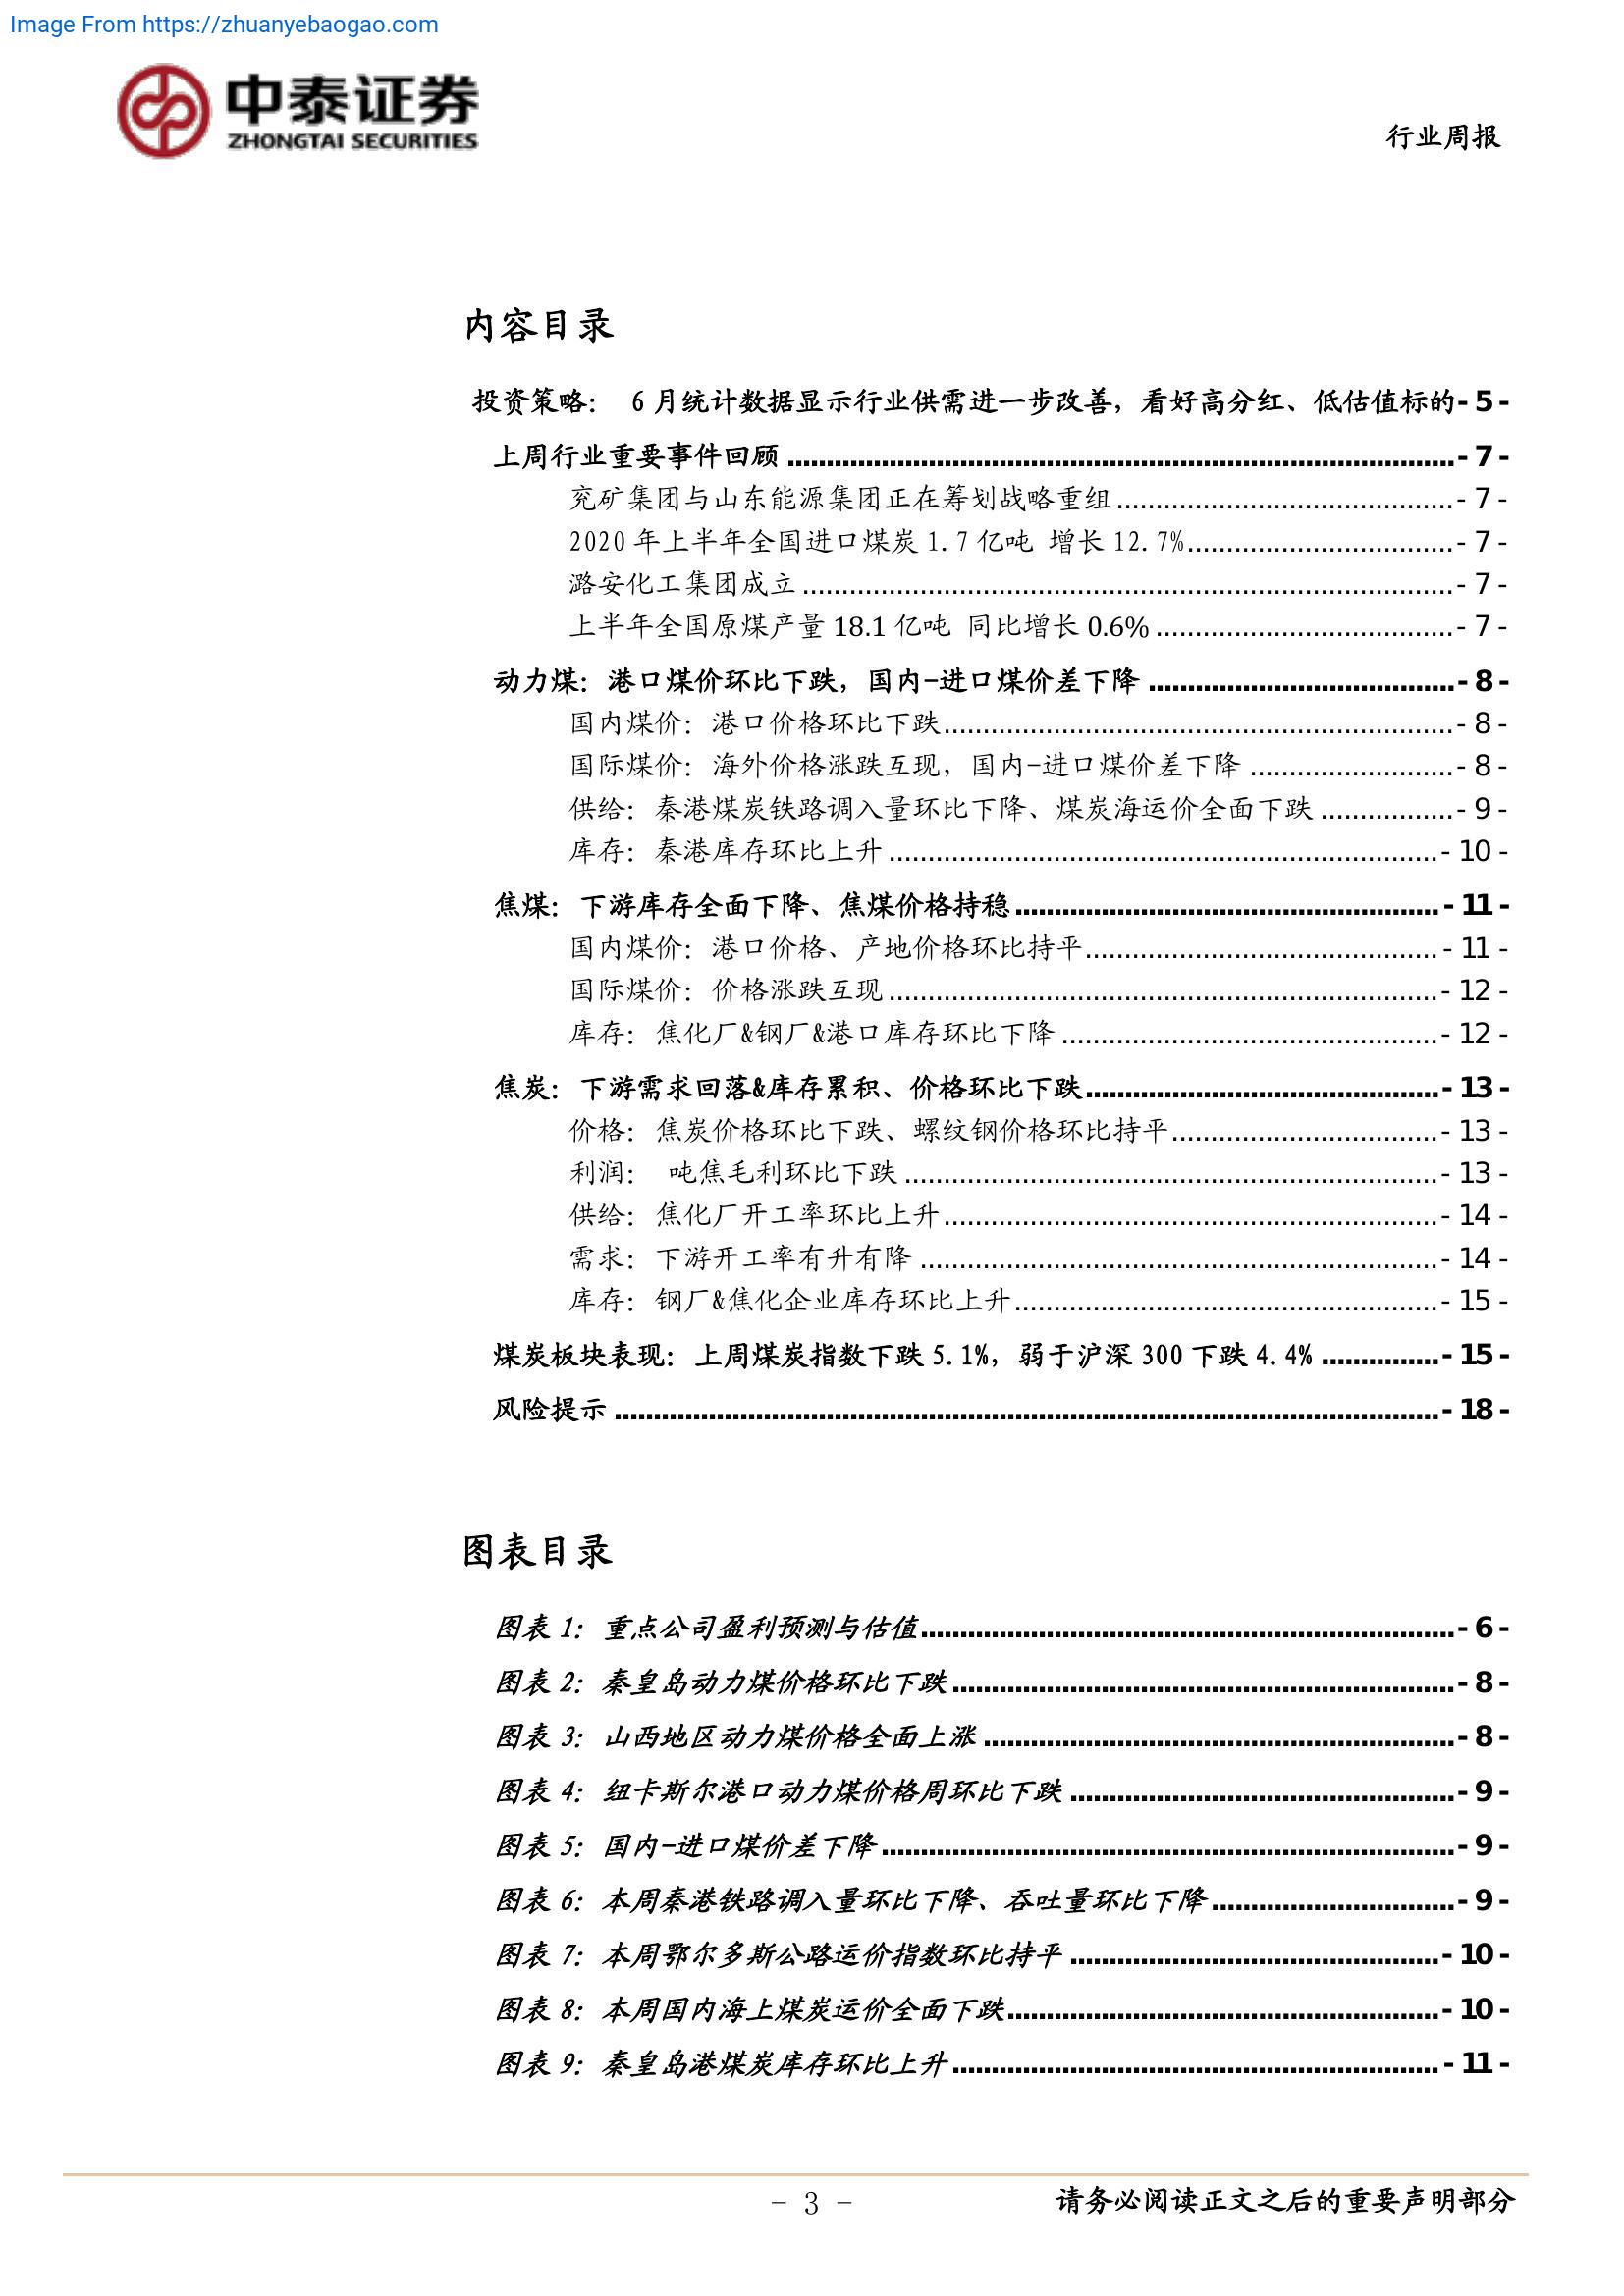 Image From https://zhuanyebaogao.com
中泰证券
ZHONGTAI SECURITIES
行业周报
内容目录
投资策略： 6 月统计数据显示行业供需进一步改善，看好高分红、低估值标的- 5 -
上周行业重要事件回顾 ..........- 7 -
兖矿集团与山东能源集团正在筹划战略重组..........- 7 -
2020 年上半年全国进口煤炭 1.7 亿吨 增长 12.7%..........- 7 -
潞安化工集团成立 ..........- 7 -
上半年全国原煤产量 18.1 亿吨 同比增长 0.6% ..........- 7 -
动力煤：港口煤价环比下跌，国内-进口煤价差下降 ..........- 8 -
国内煤价：港口价格环比下跌..........- 8 -
国际煤价：海外价格涨跌互现，国内-进口煤价差下降 ..........- 8 -
供给：秦港煤炭铁路调入量环比下降、煤炭海运价全面下跌 ..........- 9 -
库存：秦港库存环比上升 ..........- 10 -
焦煤：下游库存全面下降、焦煤价格持稳 ..........- 11 -
国内煤价：港口价格、产地价格环比持平..........- 11 -
国际煤价：价格涨跌互现 ..........- 12 -
库存：焦化厂&钢厂&港口库存环比下降 ..........- 12 -
焦炭：下游需求回落&库存累积、价格环比下跌..........- 13 -
价格：焦炭价格环比下跌、螺纹钢价格环比持平..........- 13 -
利润： 吨焦毛利环比下跌 ..........- 13 -
供给：焦化厂开工率环比上升..........- 14 -
需求：下游开工率有升有降 ..........- 14 -
库存：钢厂&焦化企业库存环比上升..........- 15 -
煤炭板块表现：上周煤炭指数下跌 5.1%，弱于沪深 300 下跌 4.4% ..........- 15 -
风险提示 ..........- 18 -
图表目录
图表 1：重点公司盈利预测与估值..........- 6 -
图表 2：秦皇岛动力煤价格环比下跌 ..........- 8 -
图表 3：山西地区动力煤价格全面上涨 ..........- 8 -
图表 4：纽卡斯尔港口动力煤价格周环比下跌 ..........- 9 -
图表 5：国内-进口煤价差下降 ..........- 9 -
图表 6：本周秦港铁路调入量环比下降、吞吐量环比下降 ..........- 9 -
图表 7：本周鄂尔多斯公路运价指数环比持平 ..........- 10 -
图表 8：本周国内海上煤炭运价全面下跌..........- 10 -
图表 9：秦皇岛港煤炭库存环比上升 ..........- 11 -
- 3 -
请务必阅读正文之后的重要声明部分